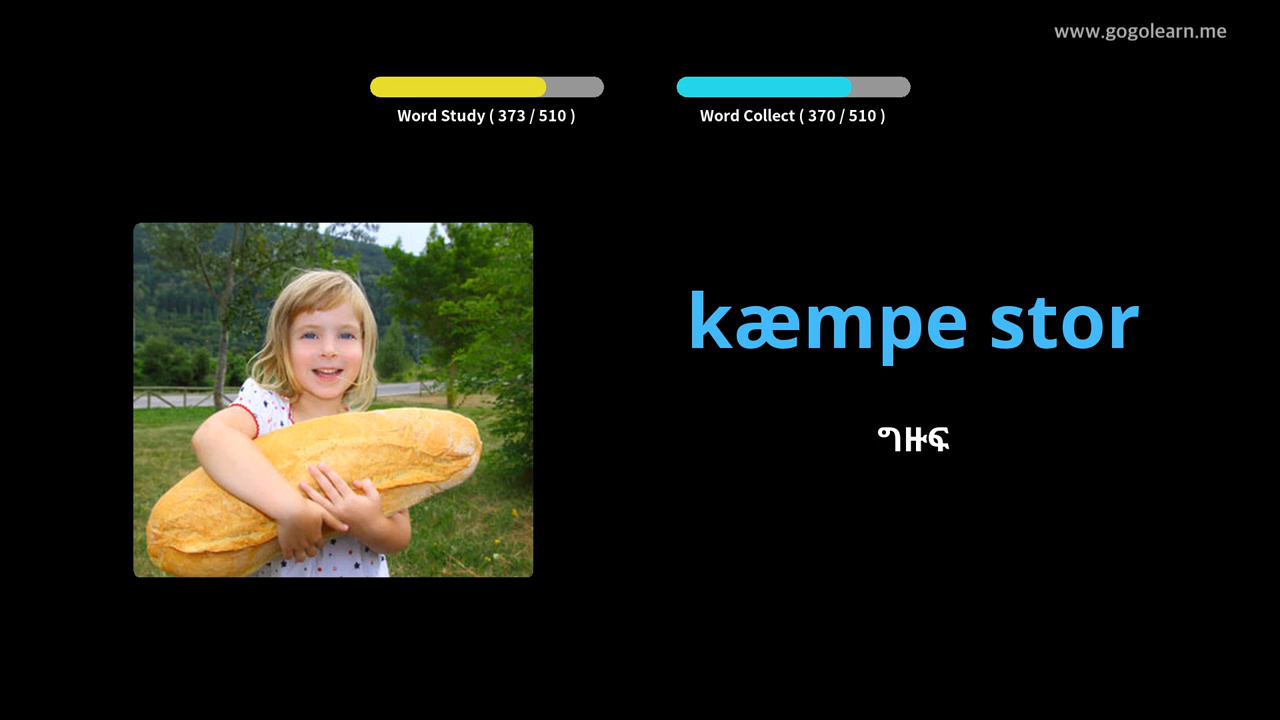 www.gogolearn.me
Word Study ( 373 / 510 )
Word Collect ( 370 / 510 )
kæmpe stor
ግዙፍ